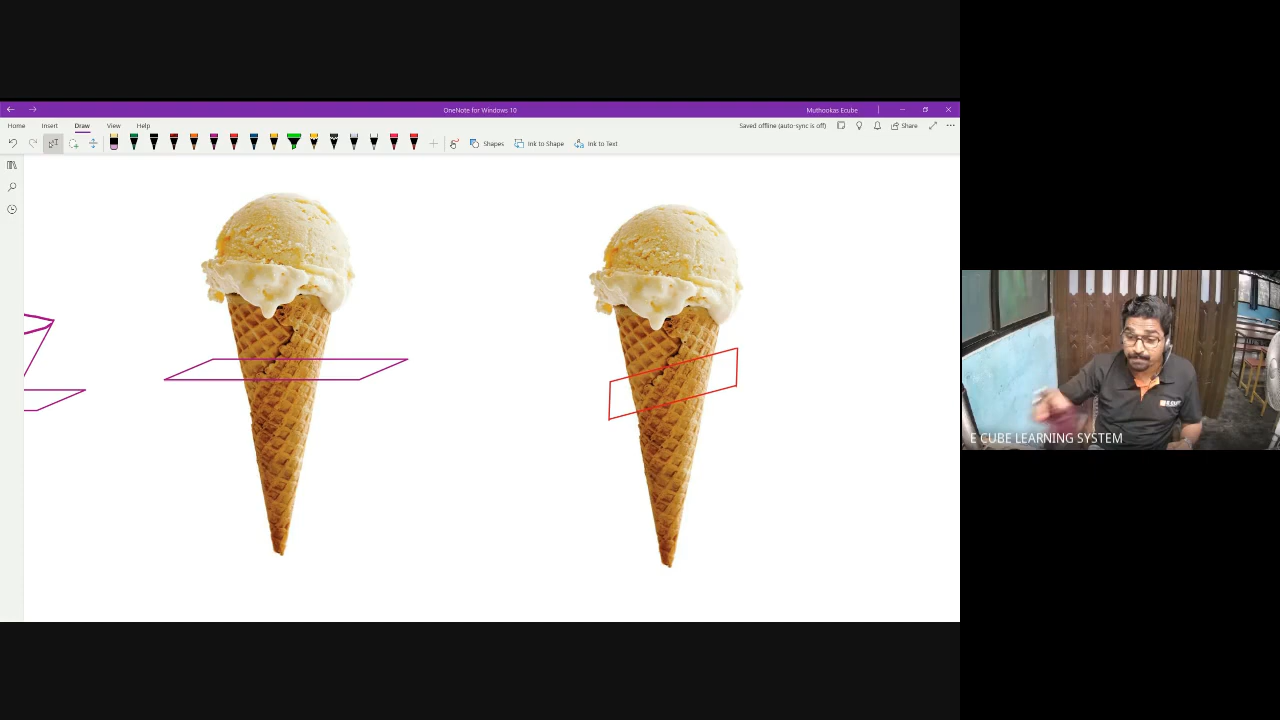 OneNote for Windows 10
Muthookas Ecube
Home Insert Draw View Help
Saved offline (auto-sync is off)
Share
Shapes
Ink to Shape
Ink to Text
E CUBE LEARNING SYSTEM